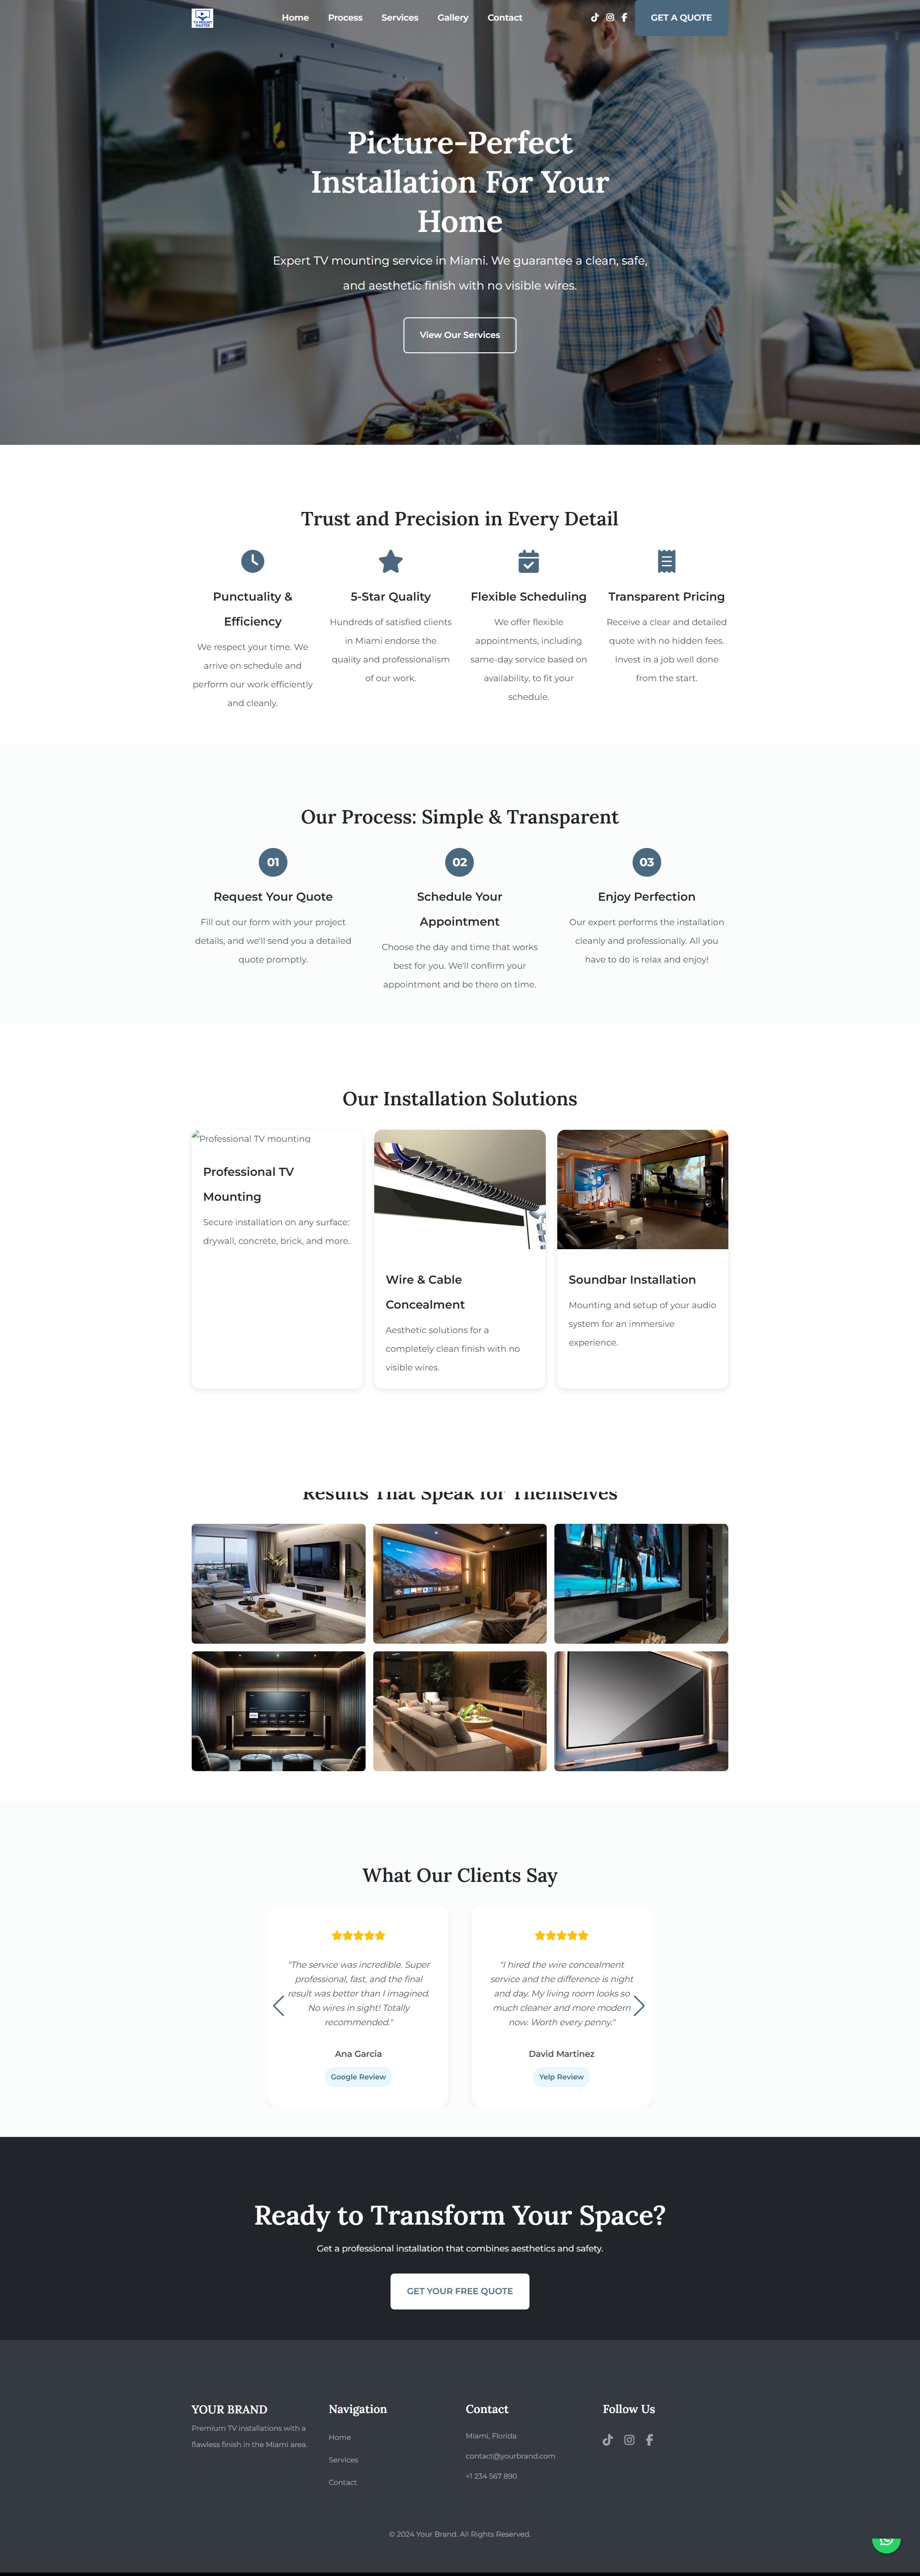 TV MOUNT
MASTER
Home Process Services Gallery Contact
GET A QUOTE
Picture-Perfect
Installation For Your
Home
Expert TV mounting service in Miami. We guarantee a clean, safe,
and aesthetic finish with no visible wires.
View Our Services
Trust and Precision in Every Detail
Punctuality &
Efficiency
We respect your time. We
arrive on schedule and
perform our work efficiently
and cleanly.
5-Star Quality
Hundreds of satisfied clients
in Miami endorse the
quality and professionalism
of our work.
Flexible Scheduling
We offer flexible
appointments, including
same-day service based on
availability, to fit your
schedule.
Transparent Pricing
Receive a clear and detailed
quote with no hidden fees.
Invest in a job well done
from the start.
Our Process: Simple & Transparent
01
Request Your Quote
Fill out our form with your project
details, and we'll send you a detailed
quote promptly.
02
Schedule Your
Appointment
Choose the day and time that works
best for you. We'll confirm your
appointment and be there on time.
03
Enjoy Perfection
Our expert performs the installation
cleanly and professionally. All you
have to do is relax and enjoy!
Our Installation Solutions
Professional TV mounting
Professional TV
Mounting
Secure installation on any surface:
drywall, concrete, brick, and more.
Wire & Cable
Concealment
Aesthetic solutions for a
completely clean finish with no
visible wires.
Soundbar Installation
Mounting and setup of your audio
system for an immersive
experience.
Results That Speak for Themselves
What Our Clients Say
"The service was incredible. Super
professional, fast, and the final
result was better than I imagined.
No wires in sight! Totally
recommended."
Ana Garcia
Google Review
"I hired the wire concealment
service and the difference is night
and day. My living room looks so
much cleaner and more modern
now. Worth every penny."
David Martinez
Yelp Review
Ready to Transform Your Space?
Get a professional installation that combines aesthetics and safety.
GET YOUR FREE QUOTE
YOUR BRAND
Premium TV installations with a
flawless finish in the Miami area.
Navigation
Home
Services
Contact
Contact
Miami, Florida
contact@yourbrand.com
+1 234 567 890
Follow Us
© 2024 Your Brand. All Rights Reserved.